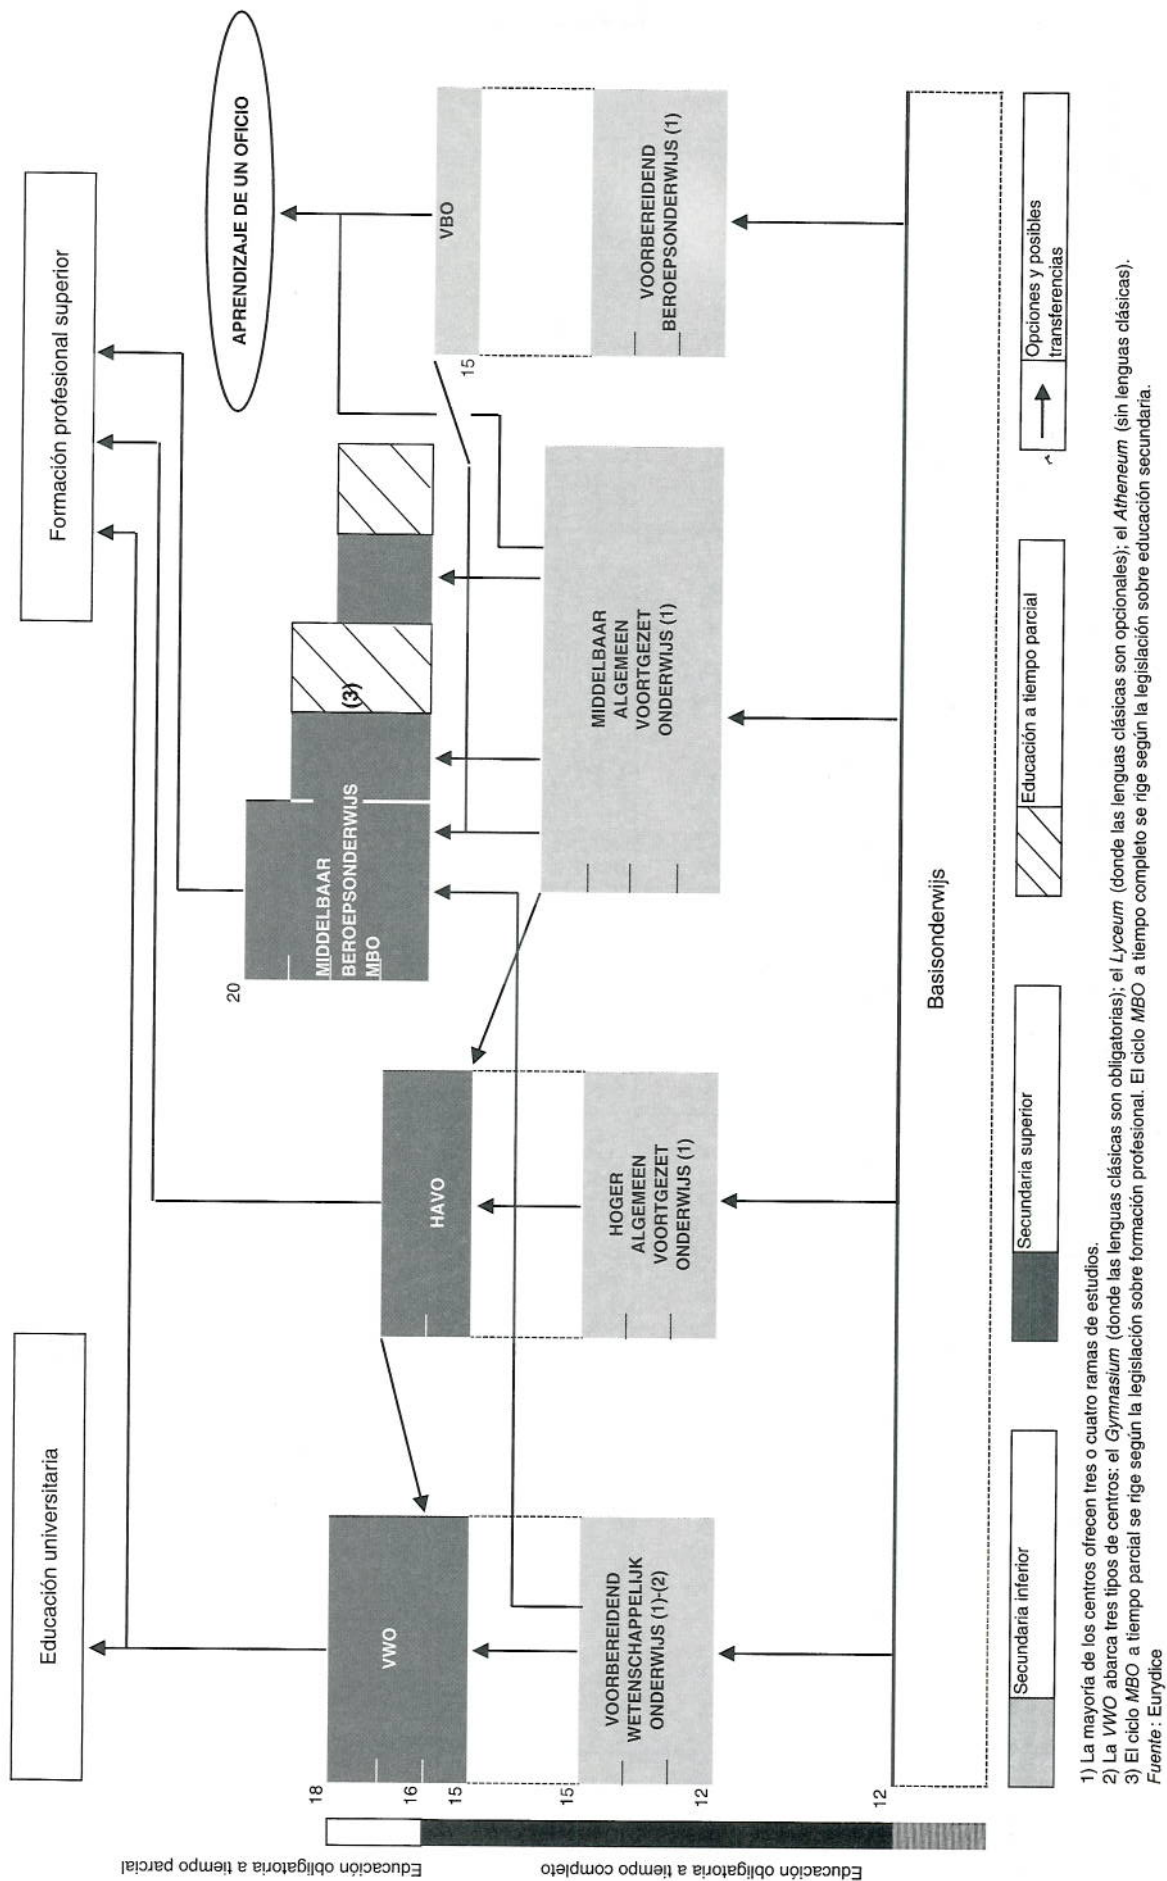 Educación universitaria
Formación profesional superior
APRENDIZAJE DE UN OFICIO
20
18
16
15
15
12
12
VWO
HAVO
MIDDELBAAR
BEROEPSONDERWIJS
MBO
(3)
15
VBO
VOORBEREIDEND
WETENSCHAPPELIJK
ONDERWIJS (1)-(2)
HOGER
ALGEMEEN
VOORTGEZET
ONDERWIJS (1)
MIDDELBAAR
ALGEMEEN
VOORTGEZET
ONDERWIJS (1)
VOORBEREIDEND
BEROEPSONDERWIJS (1)
Educación obligatoria a tiempo parcial
Educación obligatoria a tiempo completo
Basisonderwijs
Secundaria inferior
Secundaria superior
Educación a tiempo parcial
Opciones y posibles
transferencias
1) La mayoría de los centros ofrecen tres o cuatro ramas de estudios.
2) La VWO abarca tres tipos de centros: el Gymnasium (donde las lenguas clásicas son obligatorias); el Lyceum (donde las lenguas clásicas son opcionales); el Atheneum (sin lenguas clásicas).
3) El ciclo MBO a tiempo parcial se rige según la legislación sobre formación profesional. El ciclo MBO a tiempo completo se rige según la legislación sobre educación secundaria.
Fuente: Eurydice